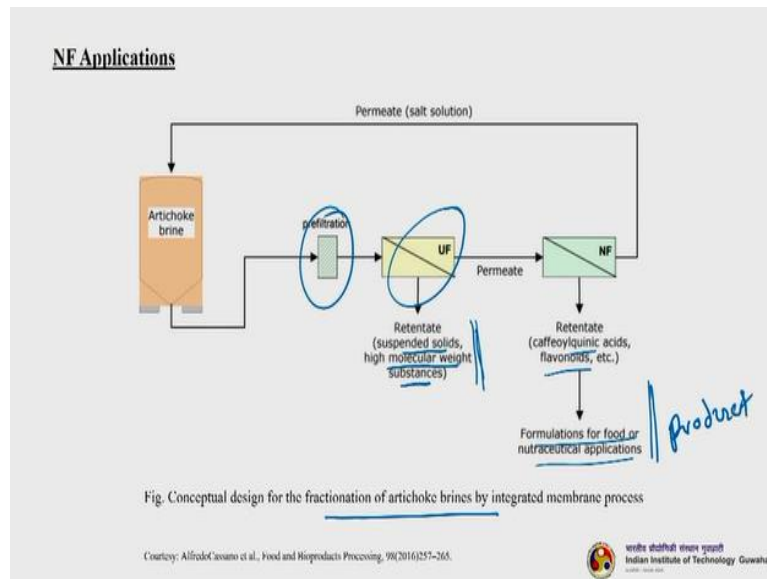 NF Applications
Permeate (salt solution)
Artichoke
brine
prefiltration
UF
Permeate
NF
Retentate
(suspended solids,
high molecular weight
substances)
Retentate
(caffeoylquinic acids,
flavonoids, etc.)
Formulations for food or
nutraceutical applications
product
Fig. Conceptual design for the fractionation of artichoke brines by integrated membrane process
Courtesy: AlfredoCassano et al., Food and Bioproducts Processing, 98(2016)257–265.
भारतीय प्रौद्योगिकी संस्थान गुवाहाटी
Indian Institute of Technology Guwaha